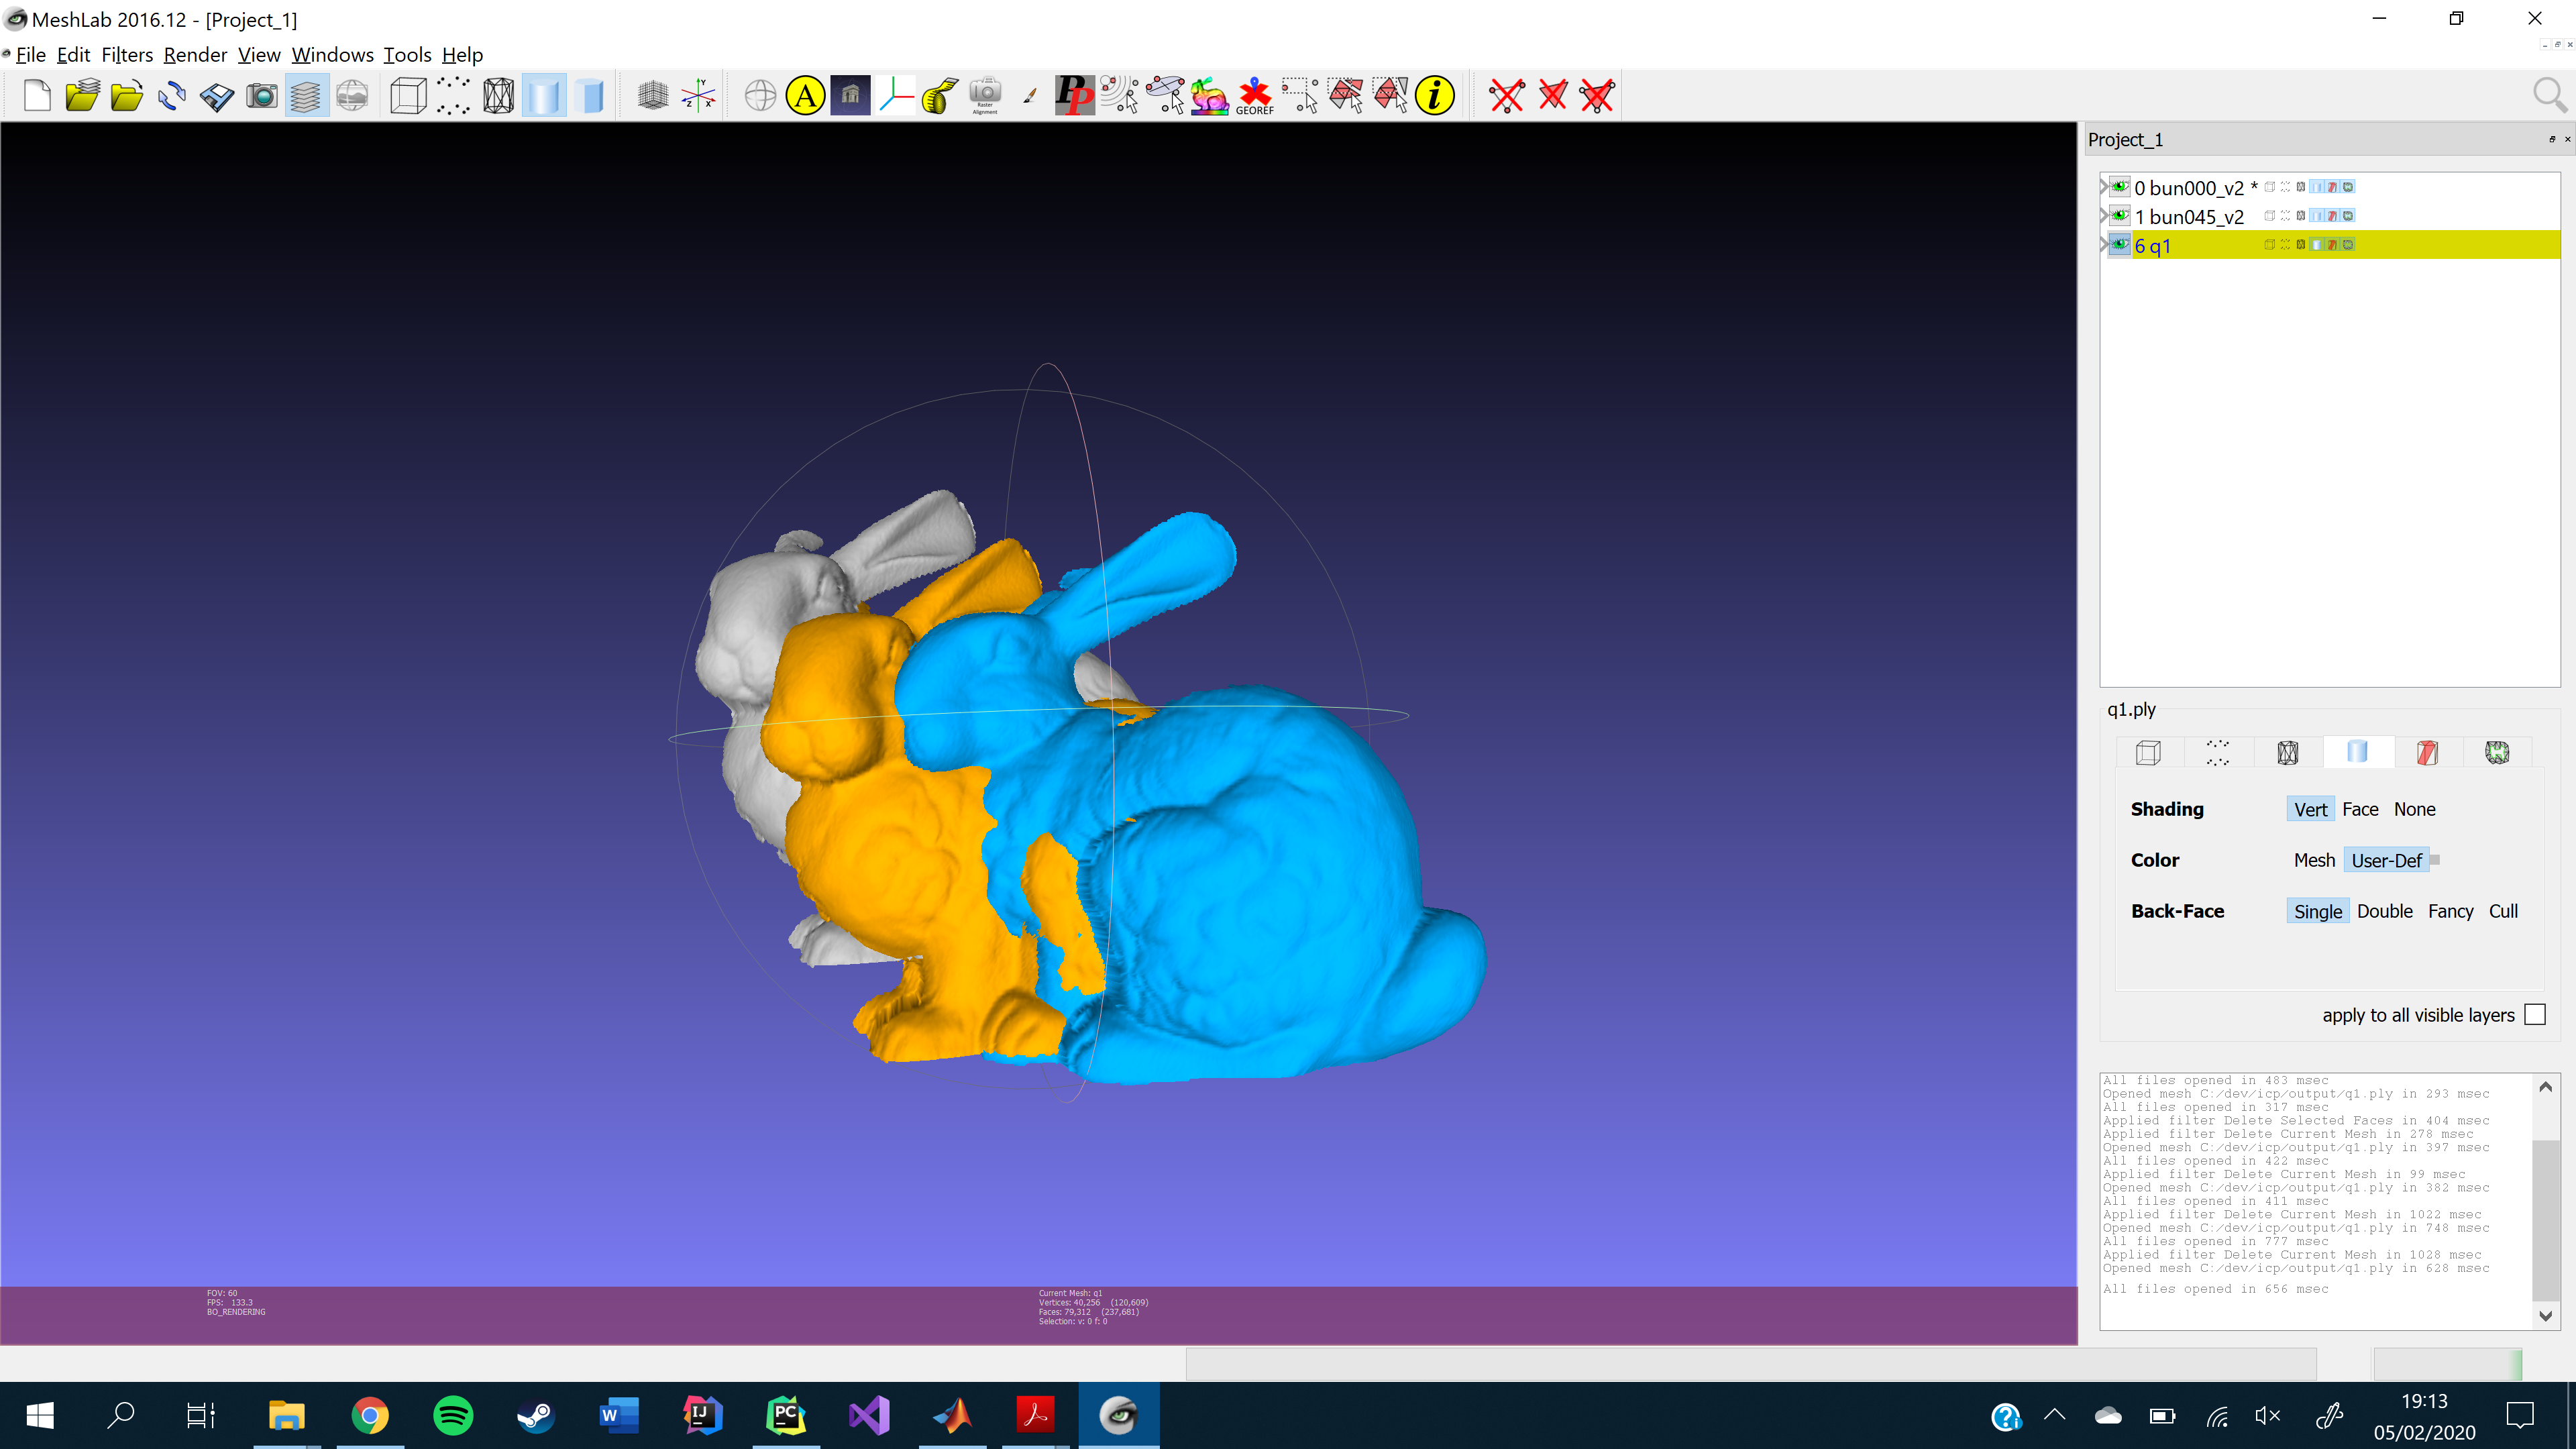 MeshLab 2016.12 - [Project_1]
File Edit Filters Render View Windows Tools Help
A
Raster
Alignment
PP
GEOREF
i
Y
Z X
Project_1
0 bun000_v2 *
1 bun045_v2
6 q1
q1.ply
Shading Vert Face None
Color Mesh User-Def
Back-Face Single Double Fancy Cull
apply to all visible layers
All files opened in 483 msec
Opened mesh C:/dev/icp/output/q1.ply in 293 msec
All files opened in 317 msec
Applied filter Delete Selected Faces in 404 msec
Applied filter Delete Current Mesh in 278 msec
Opened mesh C:/dev/icp/output/q1.ply in 397 msec
All files opened in 422 msec
Applied filter Delete Current Mesh in 99 msec
Opened mesh C:/dev/icp/output/q1.ply in 382 msec
All files opened in 411 msec
Applied filter Delete Current Mesh in 1022 msec
Opened mesh C:/dev/icp/output/q1.ply in 748 msec
All files opened in 777 msec
Applied filter Delete Current Mesh in 1028 msec
Opened mesh C:/dev/icp/output/q1.ply in 628 msec
All files opened in 656 msec
FOV: 60
FPS: 133.3
BO_RENDERING
Current Mesh: q1
Vertices: 40,256 (120,609)
Faces: 79,312 (237,681)
Selection: v: 0 f: 0
W
IJ
PC
19:13
05/02/2020